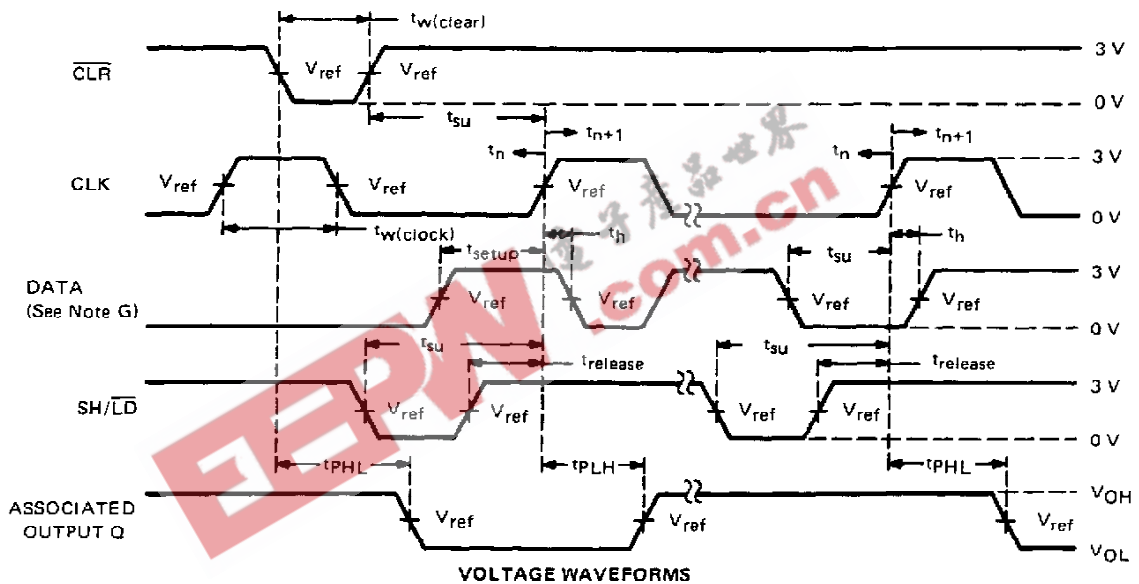 tw(clear)
CLR Vref Vref 3 V
0 V
tsu
tn tn+1 tn tn+1
CLK Vref Vref Vref Vref 3 V
0 V
tw(clock) th th
tsetup tsu
DATA
(See Note G)
Vref Vref Vref Vref 3 V
0 V
tsu tsu
trelease trelease
SH/LD Vref Vref Vref Vref 3 V
0 V
tPHL tPLH tPHL
ASSOCIATED
OUTPUT Q
Vref Vref Vref VOH
VOL
VOLTAGE WAVEFORMS
EEPW.com.cn
電子產品世界